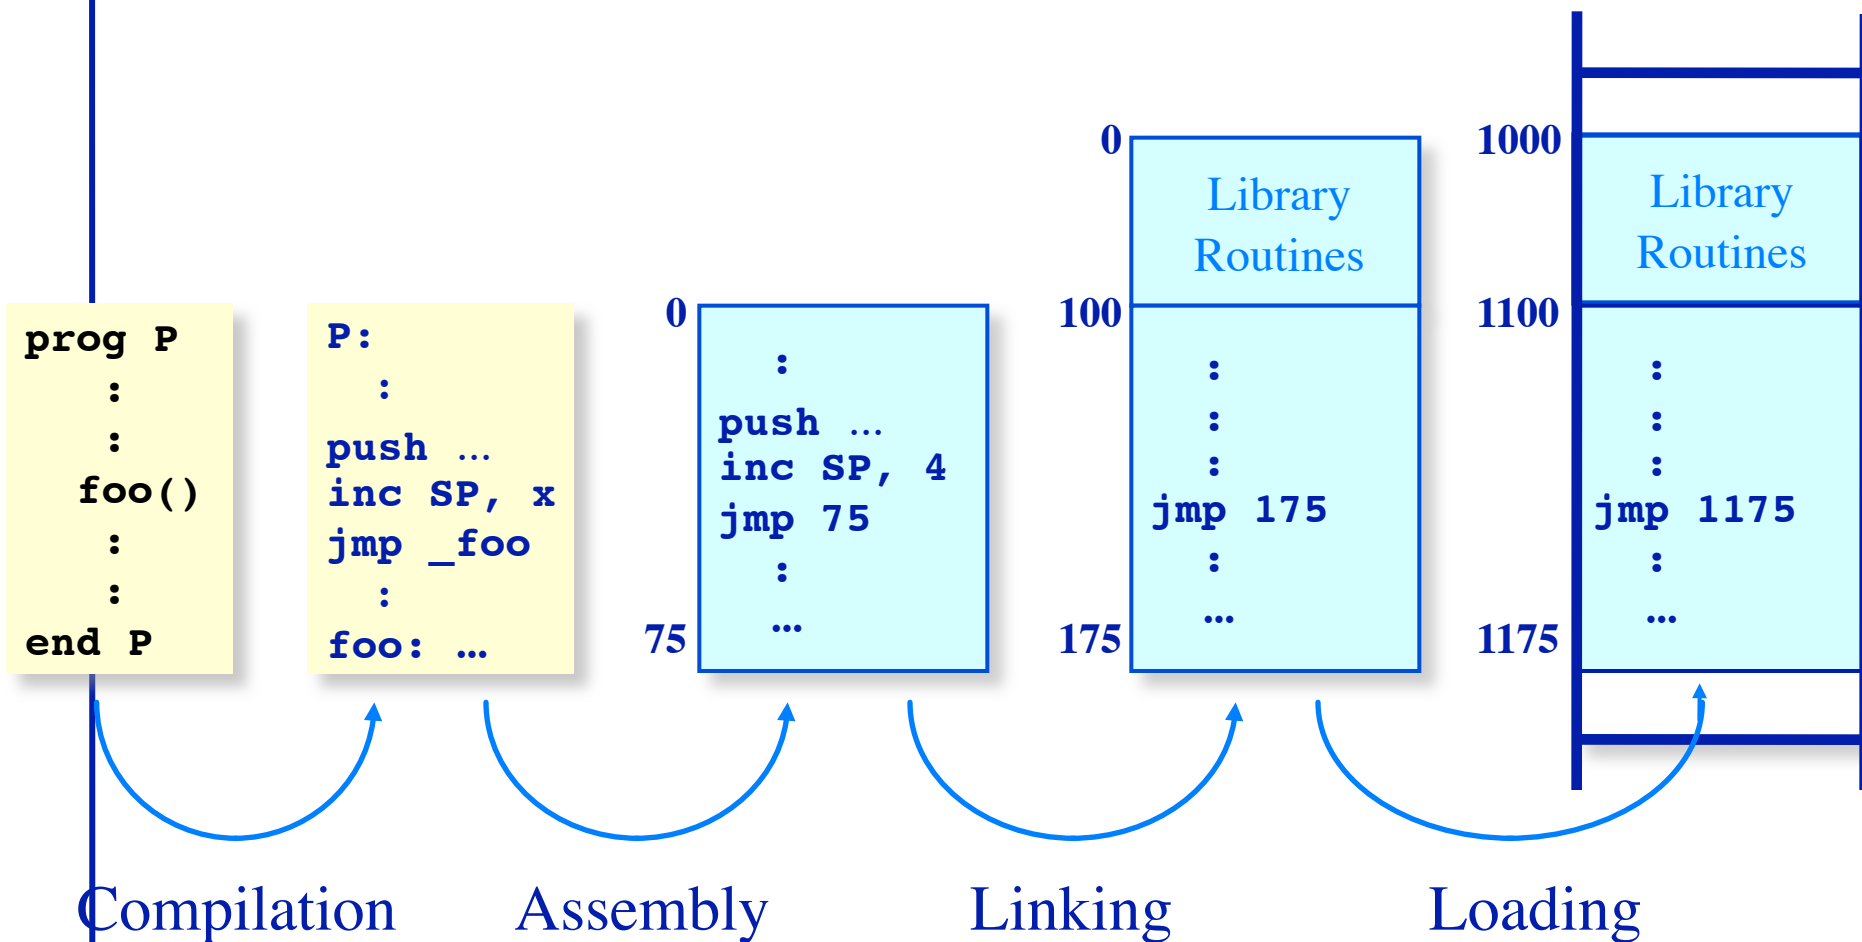 prog P
:
:
foo()
:
:
end P
P:
:
push …
inc SP, x
jmp _foo
:
foo: …
0
:
push …
inc SP, 4
jmp 75
:
…
75
0
Library
Routines
100
:
:
:
jmp 175
:
…
175
1000
Library
Routines
1100
:
:
:
jmp 1175
:
…
1175
Compilation
Assembly
Linking
Loading